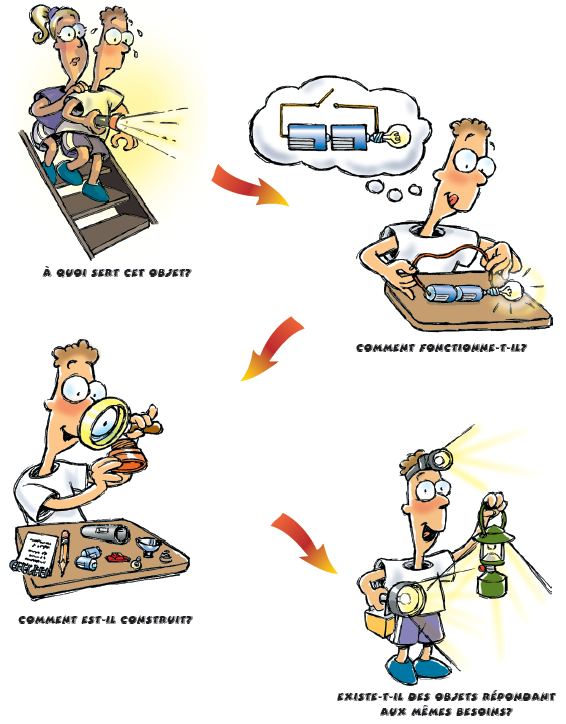 À QUOI SERT CET OBJET?
COMMENT FONCTIONNE-T-IL?
COMMENT EST-IL CONSTRUIT?
EXISTE-T-IL DES OBJETS RÉPONDANT
AUX MÊMES BESOINS?